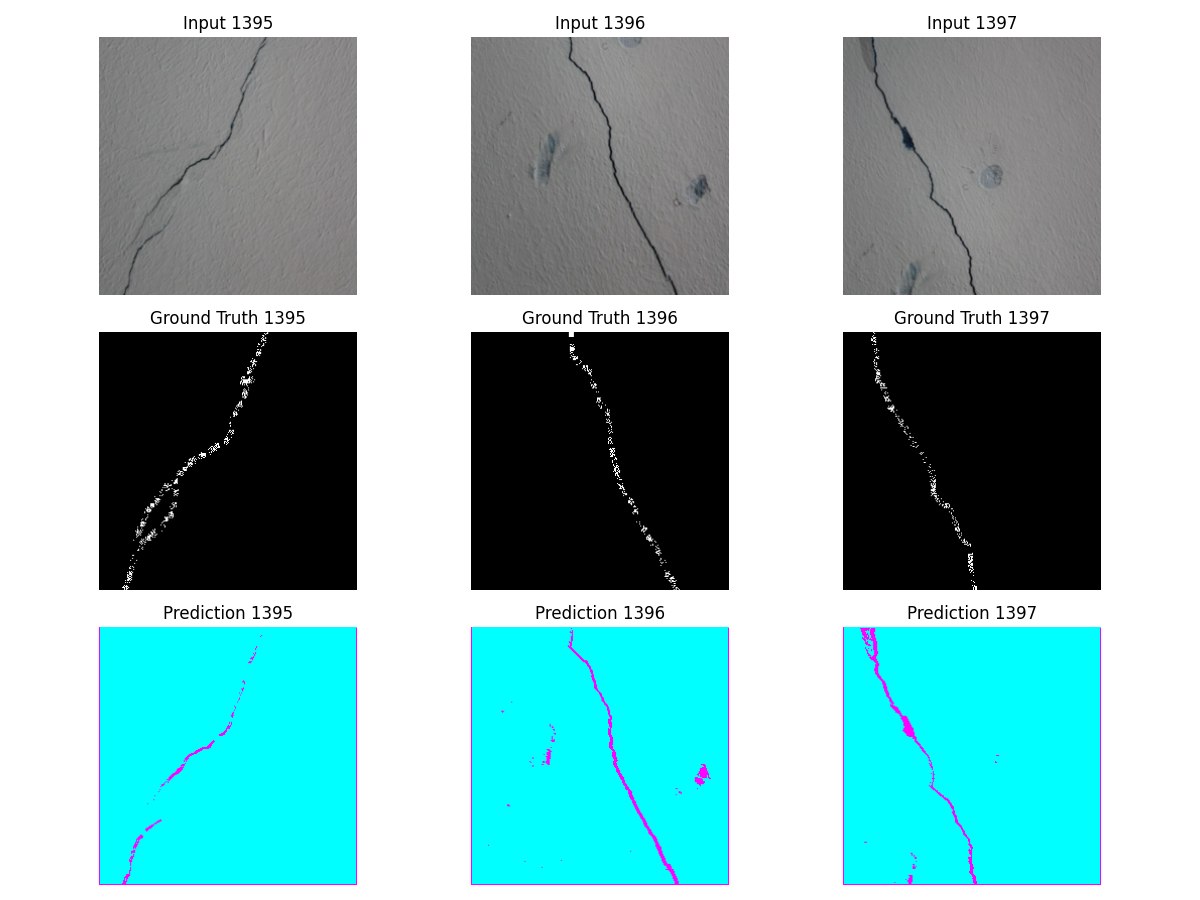 Input 1395
Input 1396
Input 1397
Ground Truth 1395
Ground Truth 1396
Ground Truth 1397
Prediction 1395
Prediction 1396
Prediction 1397